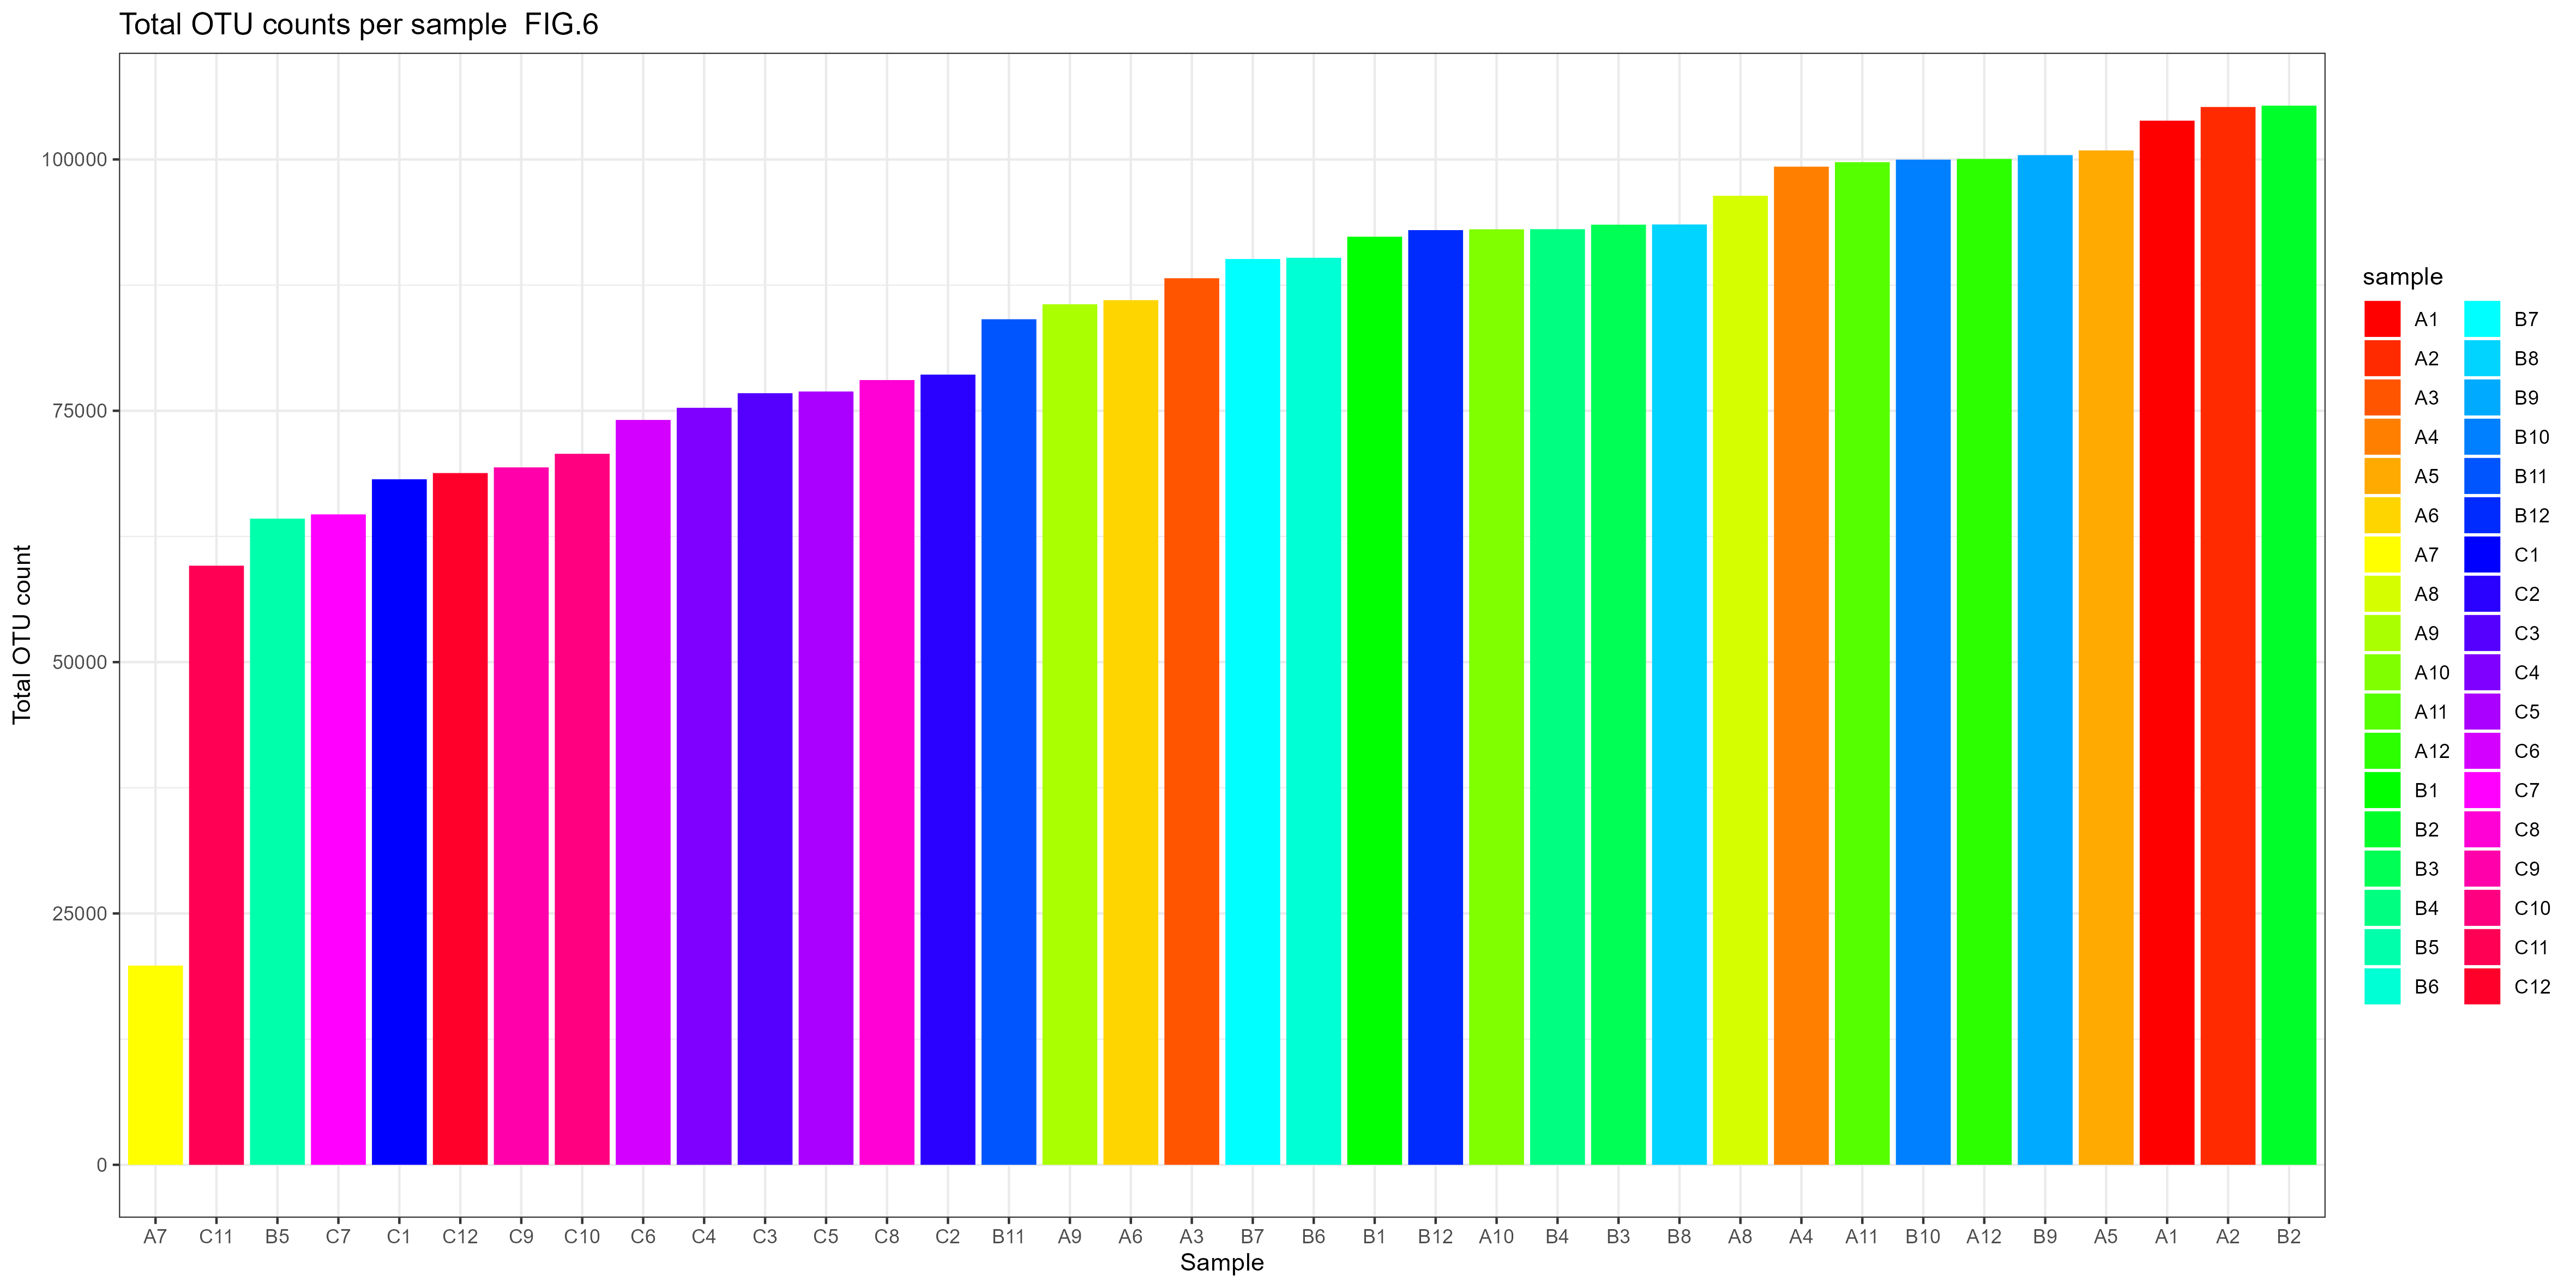 Total OTU counts per sample  FIG.6
100000
75000
50000
25000
0
Total OTU count
A7 C11 B5 C7 C1 C12 C9 C10 C6 C4 C3 C5 C8 C2 B11 A9 A6 A3 B7 B6 B1 B12 A10 B4 B3 B8 A8 A4 A11 B10 A12 B9 A5 A1 A2 B2
Sample
sample
A1 B7
A2 B8
A3 B9
A4 B10
A5 B11
A6 B12
A7 C1
A8 C2
A9 C3
A10 C4
A11 C5
A12 C6
B1 C7
B2 C8
B3 C9
B4 C10
B5 C11
B6 C12